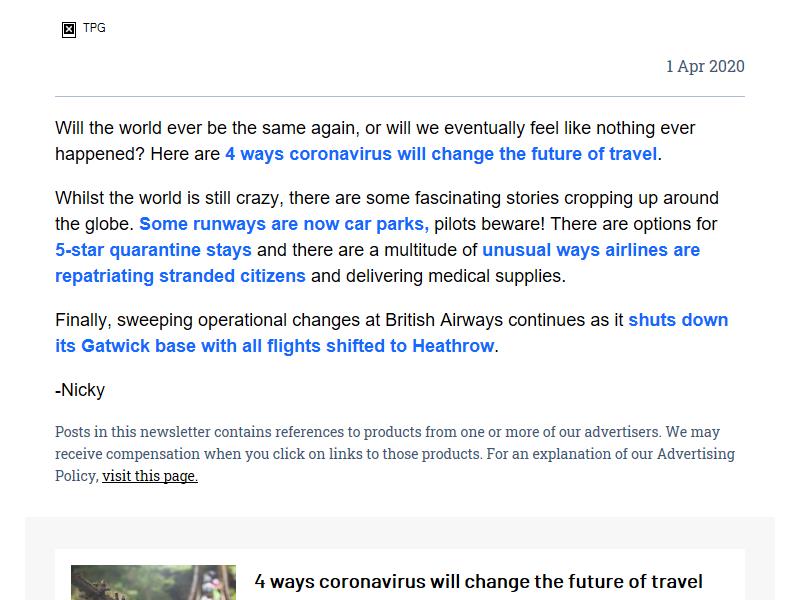 TPG
1 Apr 2020
Will the world ever be the same again, or will we eventually feel like nothing ever
happened? Here are 4 ways coronavirus will change the future of travel.
Whilst the world is still crazy, there are some fascinating stories cropping up around
the globe. Some runways are now car parks, pilots beware! There are options for
5-star quarantine stays and there are a multitude of unusual ways airlines are
repatriating stranded citizens and delivering medical supplies.
Finally, sweeping operational changes at British Airways continues as it shuts down
its Gatwick base with all flights shifted to Heathrow.
-Nicky
Posts in this newsletter contains references to products from one or more of our advertisers. We may
receive compensation when you click on links to those products. For an explanation of our Advertising
Policy, visit this page.
4 ways coronavirus will change the future of travel